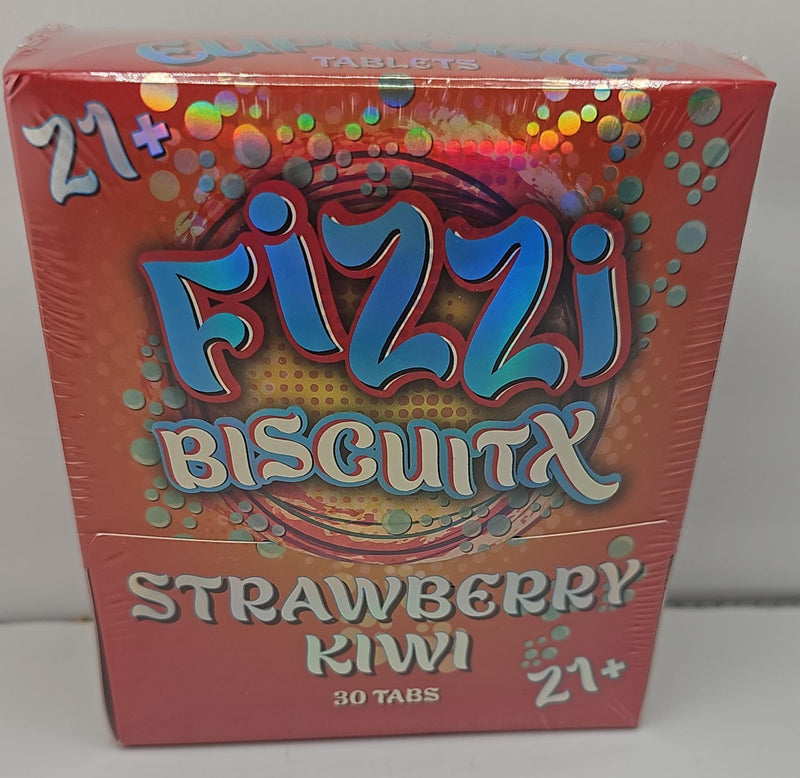 EUPHORIC
TABLETS
21+
FiZZi
BISCUITX
STRAWBERRY
KIWI
30 TABS
21+